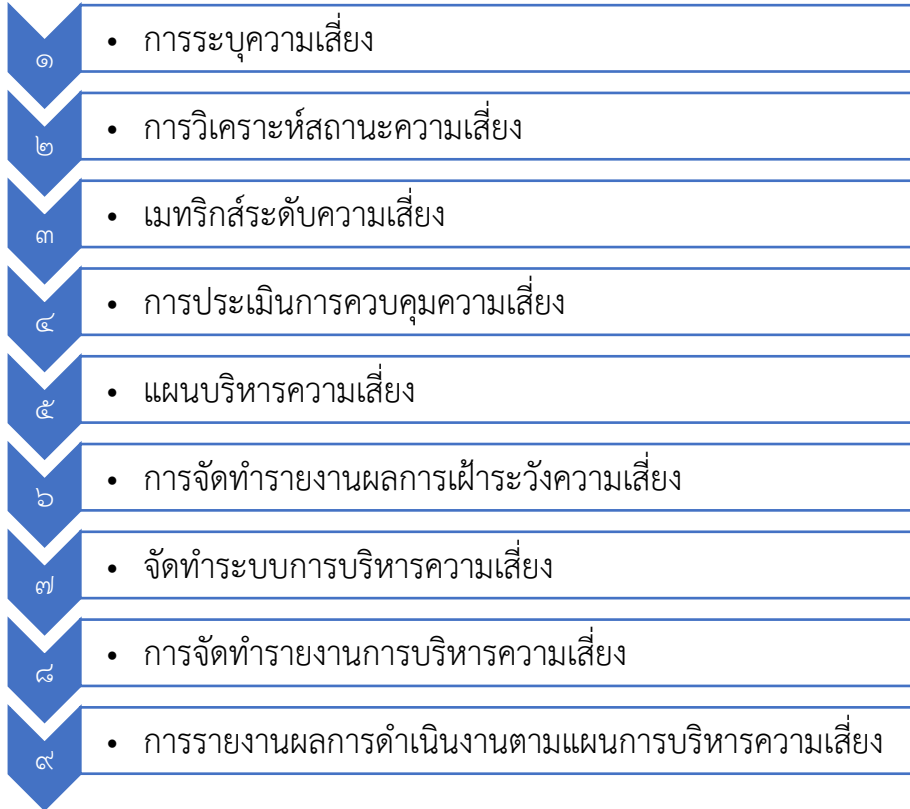 ๑ • การระบุความเสี่ยง
๒ • การวิเคราะห์สถานะความเสี่ยง
๓ • เมทริกส์ระดับความเสี่ยง
๔ • การประเมินการควบคุมความเสี่ยง
๕ • แผนบริหารความเสี่ยง
๖ • การจัดทำรายงานผลการเฝ้าระวังความเสี่ยง
๗ • จัดทำระบบการบริหารความเสี่ยง
๘ • การจัดทำรายงานการบริหารความเสี่ยง
๙ • การรายงานผลการดำเนินงานตามแผนการบริหารความเสี่ยง